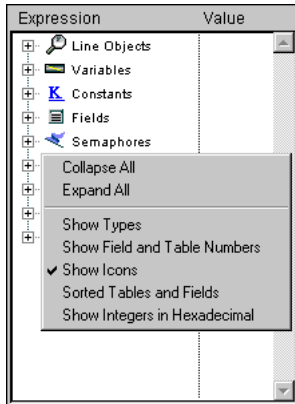 Expression Value
Line Objects
Variables
K Constants
Fields
Semaphores
Collapse All
Expand All
Show Types
Show Field and Table Numbers
Show Icons
Sorted Tables and Fields
Show Integers in Hexadecimal